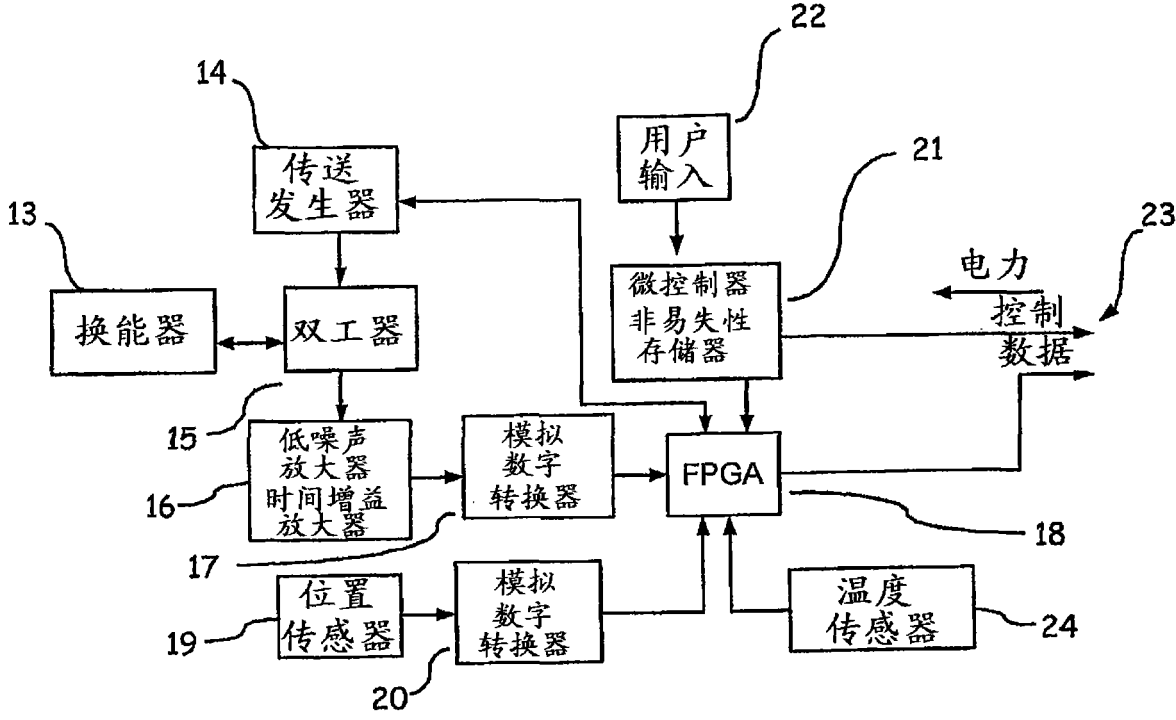 22
14
用户
输入
21
传送
发生器
13
23
电力
微控制器
非易失性
存储器
控制
数据
换能器
双工器
15
低噪声
放大器
时间增益
放大器
16
模拟
数字
转换器
FPGA
17
18
位置
传感器
19
模拟
数字
转换器
20
温度
传感器
24